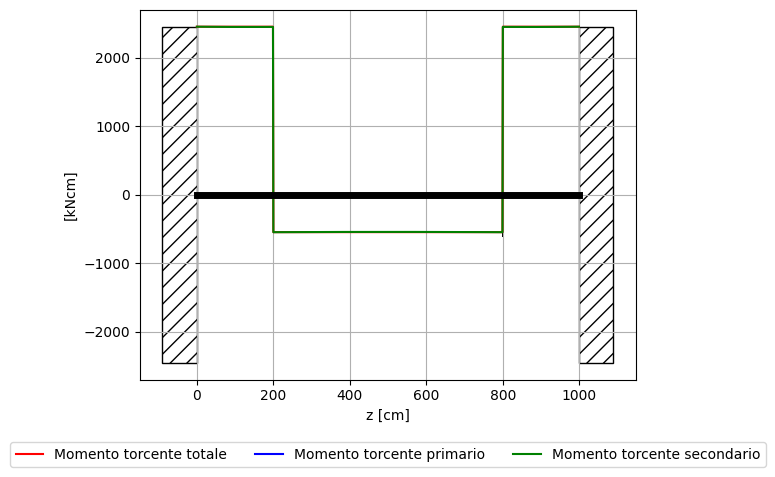 2000
1000
0
−1000
−2000
[kNcm]
0 200 400 600 800 1000
z [cm]
Momento torcente totale Momento torcente primario Momento torcente secondario